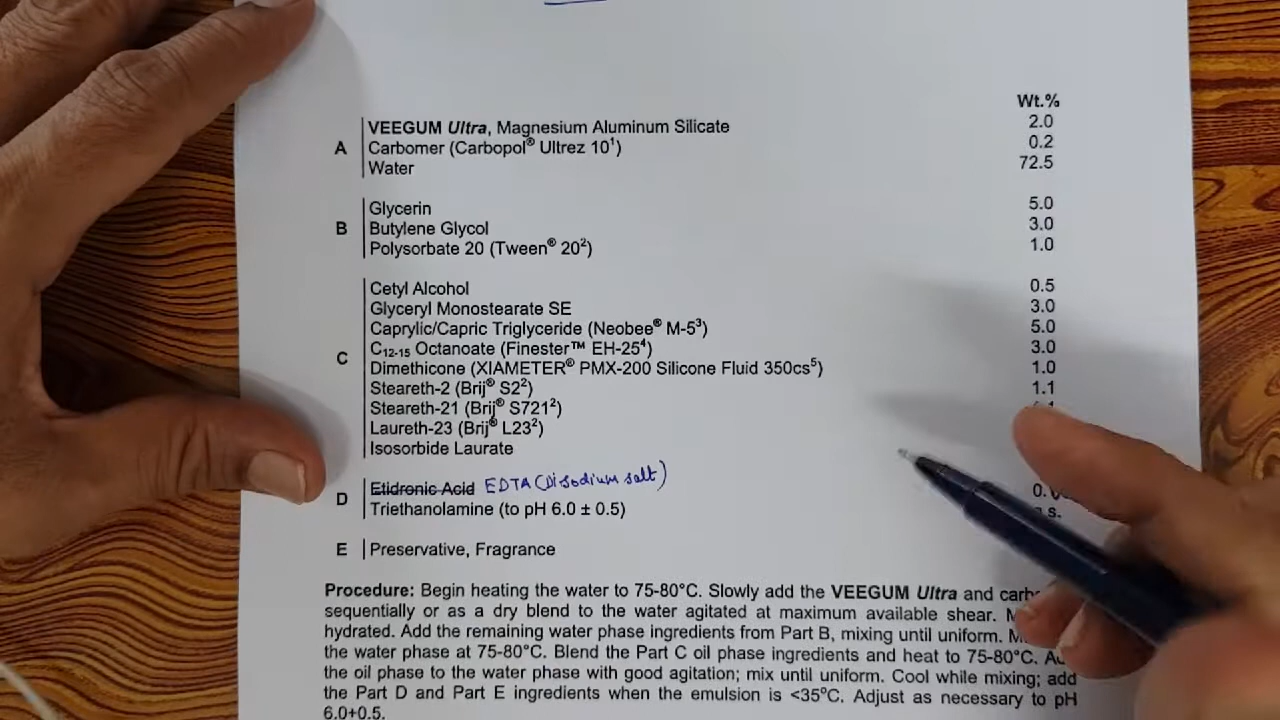 Wt.%
A VEEGUM Ultra, Magnesium Aluminum Silicate 2.0
Carbomer (Carbopol® Ultrez 10¹) 0.2
Water 72.5
B Glycerin 5.0
Butylene Glycol 3.0
Polysorbate 20 (Tween® 20²) 1.0
C Cetyl Alcohol 0.5
Glyceryl Monostearate SE 3.0
Caprylic/Capric Triglyceride (Neobee® M-5³) 5.0
C₁₂₋₁₅ Octanoate (Finester™ EH-25⁴) 3.0
Dimethicone (XIAMETER® PMX-200 Silicone Fluid 350cs⁵) 1.0
Steareth-2 (Brij® S2²) 1.1
Steareth-21 (Brij® S721²)
Laureth-23 (Brij® L23²)
Isosorbide Laurate
D Etidronic Acid EDTA (Disodium salt)
Triethanolamine (to pH 6.0 ± 0.5)
E Preservative, Fragrance
Procedure: Begin heating the water to 75-80°C. Slowly add the VEEGUM Ultra and
sequentially or as a dry blend to the water agitated at maximum available shear.
hydrated. Add the remaining water phase ingredients from Part B, mixing until uniform.
the water phase at 75-80°C. Blend the Part C oil phase ingredients and heat to 75-80°C.
the oil phase to the water phase with good agitation; mix until uniform. Cool while mixing; add
the Part D and Part E ingredients when the emulsion is <35°C. Adjust as necessary to pH
6.0+0.5.